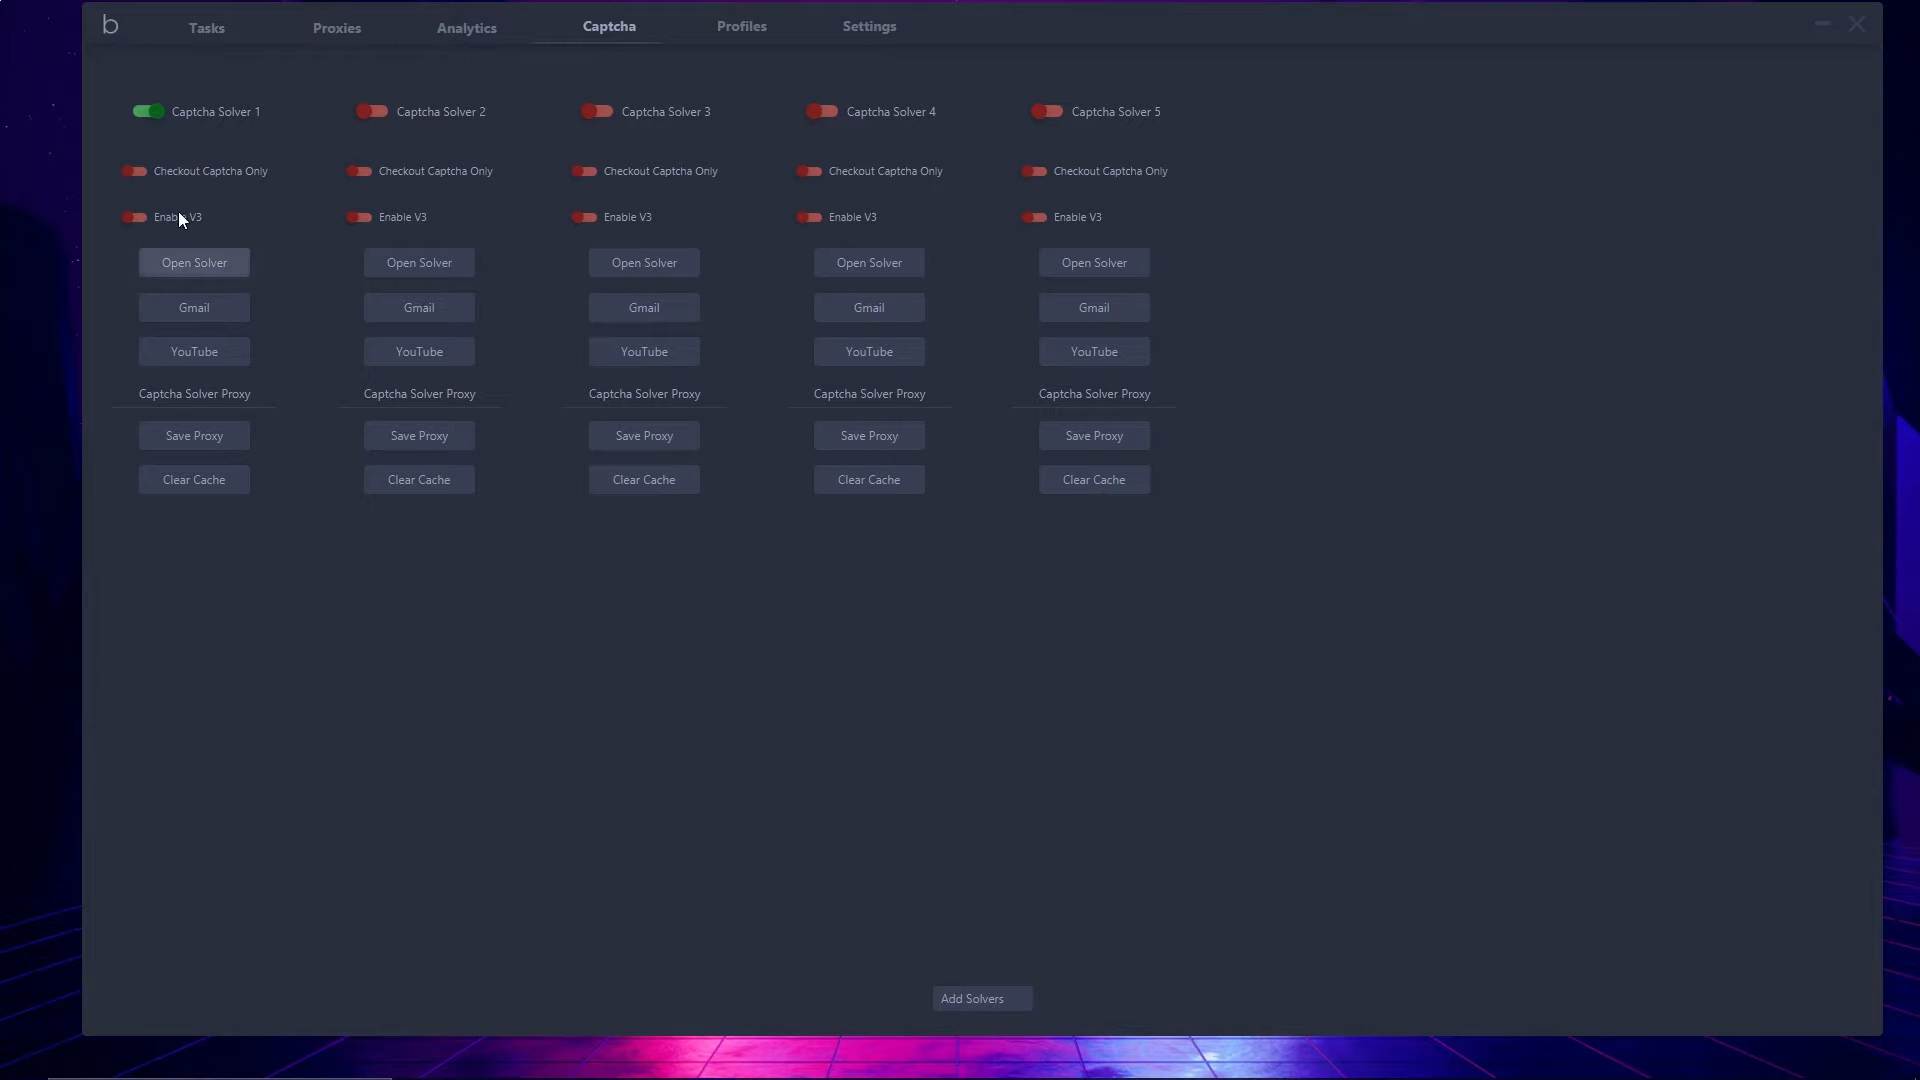 b Tasks Proxies Analytics Captcha Profiles Settings
Captcha Solver 1 Captcha Solver 2 Captcha Solver 3 Captcha Solver 4 Captcha Solver 5
Checkout Captcha Only Checkout Captcha Only Checkout Captcha Only Checkout Captcha Only Checkout Captcha Only
Enable V3 Enable V3 Enable V3 Enable V3 Enable V3
Open Solver Open Solver Open Solver Open Solver Open Solver
Gmail Gmail Gmail Gmail Gmail
YouTube YouTube YouTube YouTube YouTube
Captcha Solver Proxy Captcha Solver Proxy Captcha Solver Proxy Captcha Solver Proxy Captcha Solver Proxy
Save Proxy Save Proxy Save Proxy Save Proxy Save Proxy
Clear Cache Clear Cache Clear Cache Clear Cache Clear Cache
Add Solvers